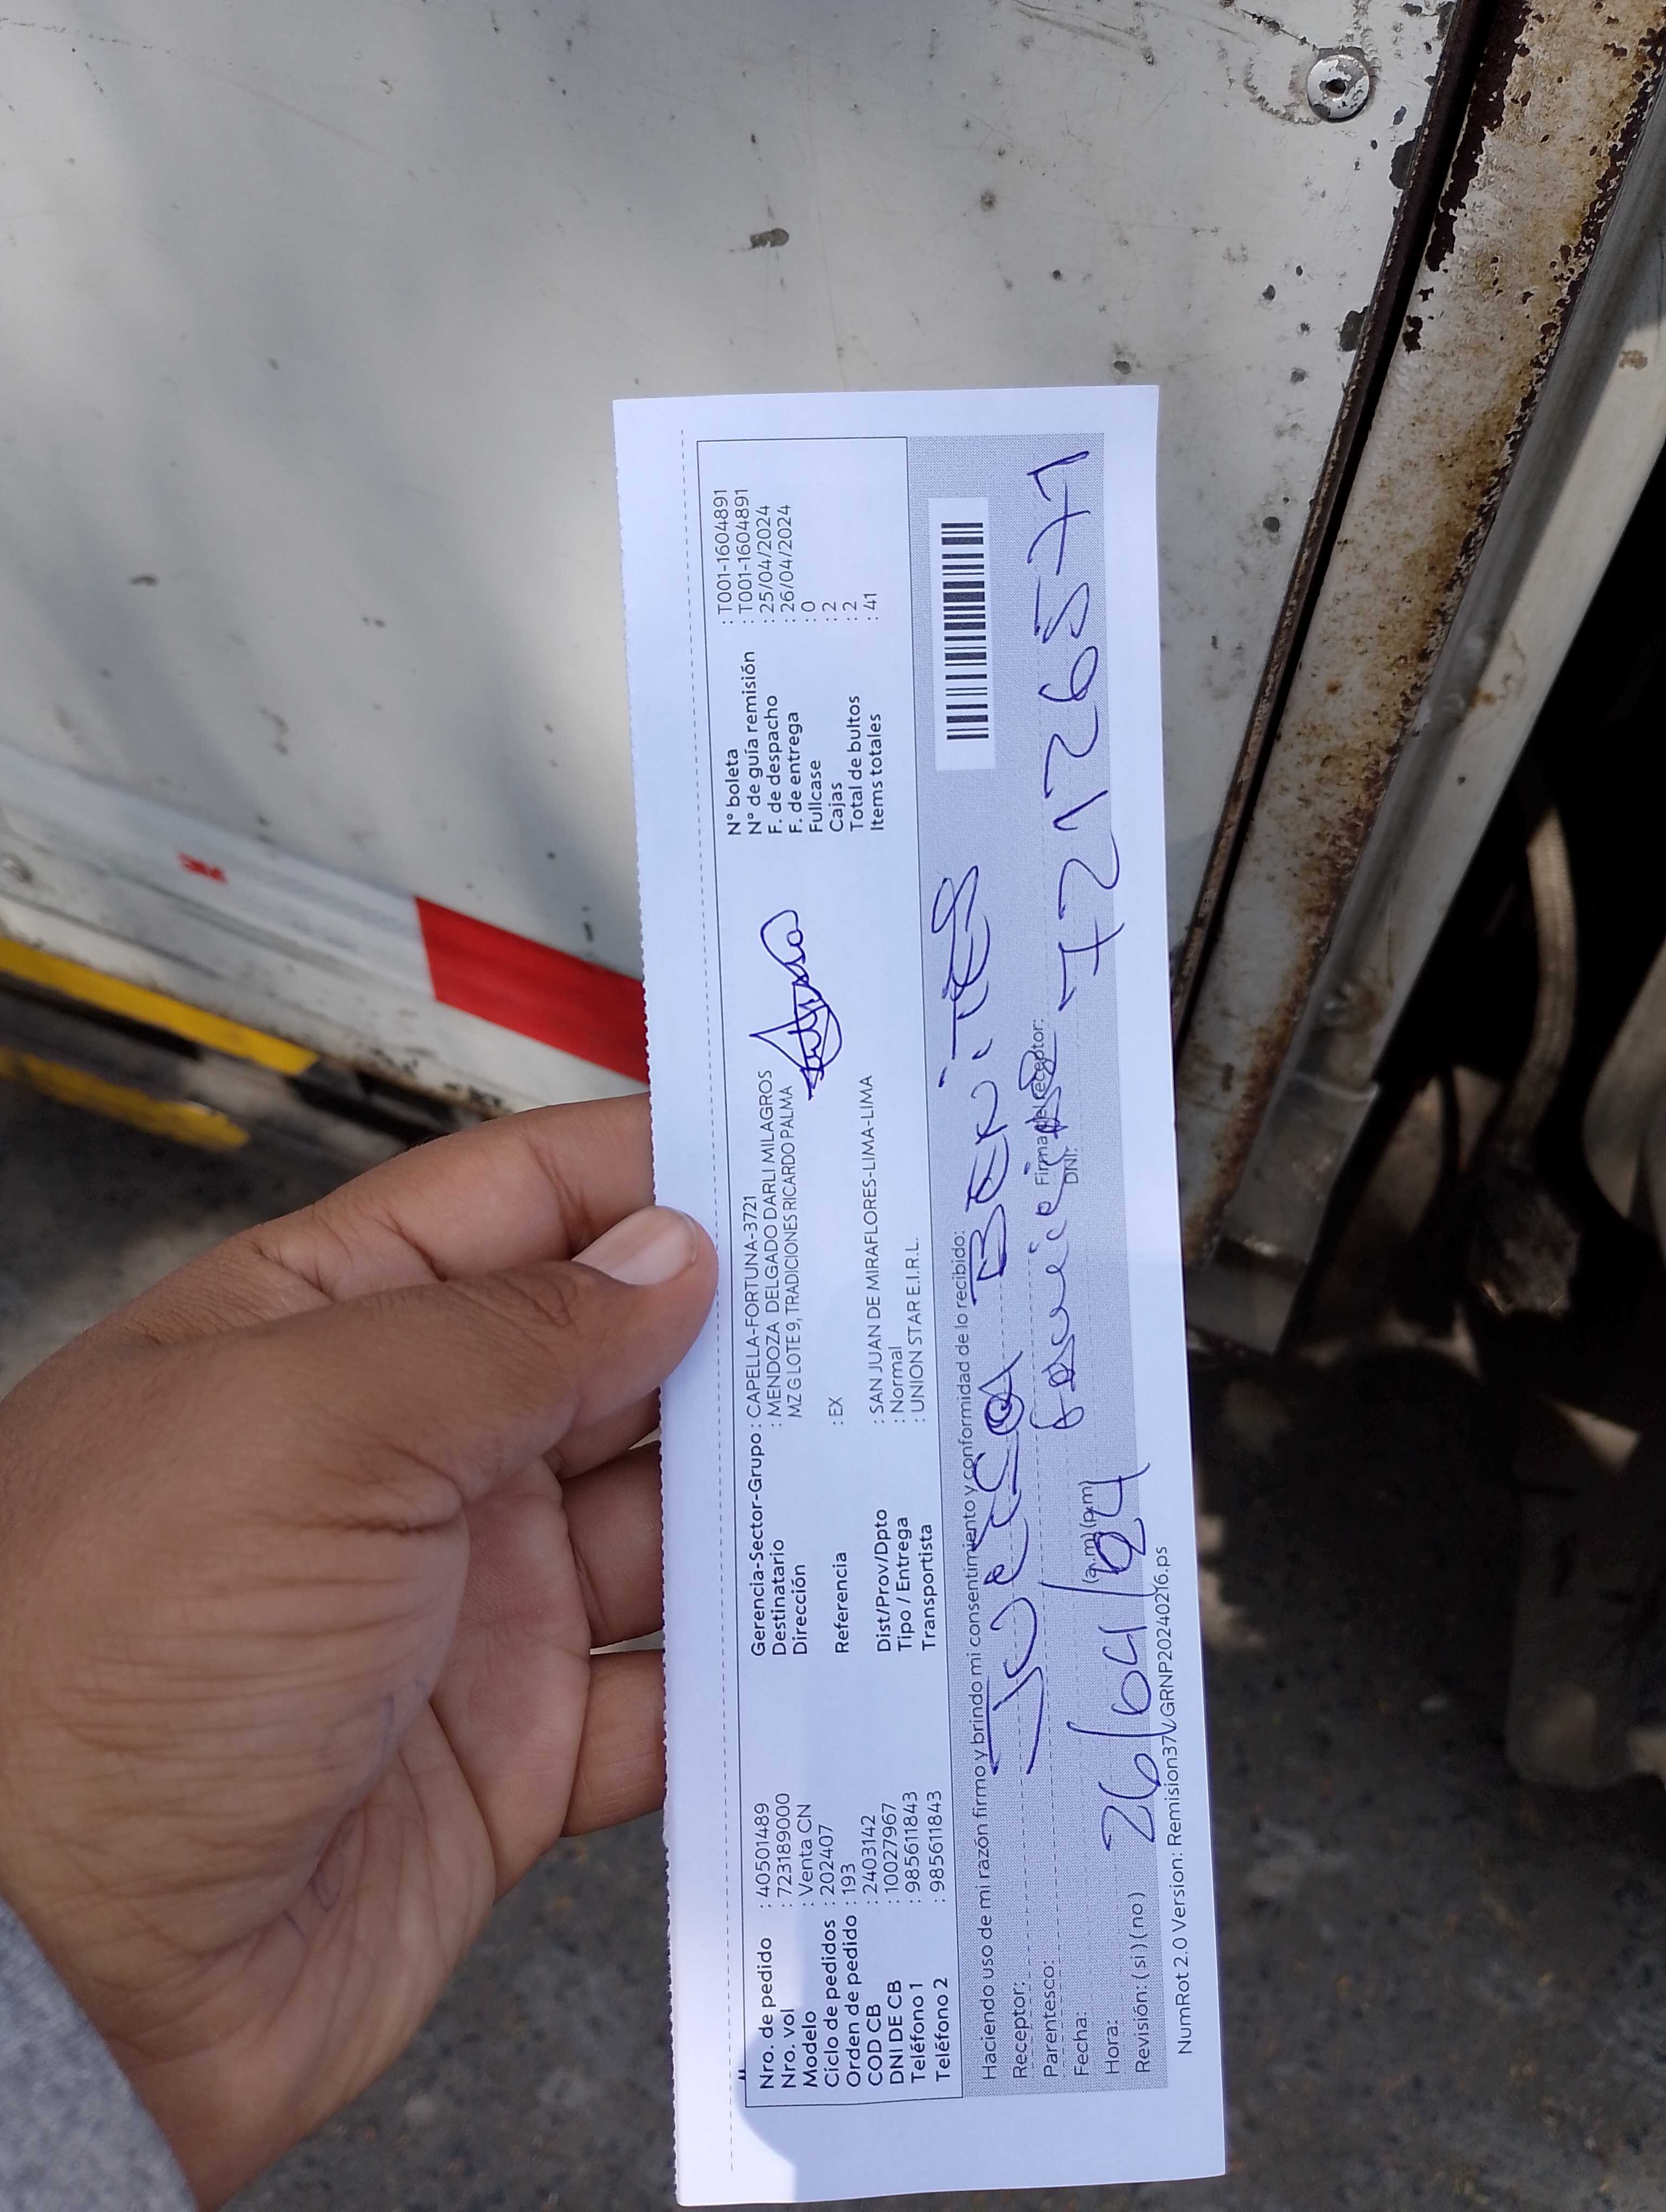 Nro. de pedido : 40501489
Nro. vol : 723189000
Modelo : Venta CN
Ciclo de pedidos : 202407
Orden de pedido : 193
COD CB : 2403142
DNI DE CB : 10027967
Teléfono 1 : 985611843
Teléfono 2 : 985611843
Gerencia-Sector-Grupo : CAPELLA-FORTUNA-3721
Destinatario : MENDOZA DELGADO DARLI MILAGROS
Dirección MZ G LOTE 9, TRADICIONES RICARDO PALMA
Referencia : EX
Dist/Prov/Dpto : SAN JUAN DE MIRAFLORES-LIMA-LIMA
Tipo / Entrega : Normal
Transportista : UNION STAR E.I.R.L.
N° boleta : T001-1604891
N° de guía remisión : T001-1604891
F. de despacho : 25/04/2024
F. de entrega : 26/04/2024
Fullcase : 0
Cajas : 2
Total de bultos : 2
Items totales : 41
Haciendo uso de mi razón firmo y brindo mi consentimiento y conformidad de lo recibido:
Receptor:
Parentesco:
Fecha:
Hora: (a.m) (p.m)
Revisión: (si) (no)
26/04/24
Firma del receptor:
DNI:
72126571
NumRot 2.0 Version: Remision37VGRNP20240216.ps
3M